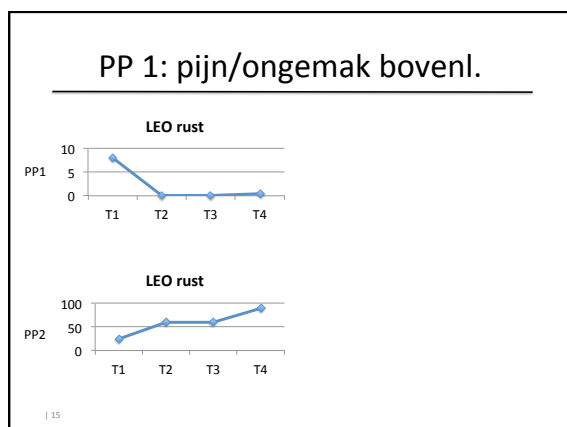 PP 1: pijn/ongemak bovenl.
LEO rust
10
PP1
5
0
T1 T2 T3 T4
LEO rust
100
50
PP2
0
T1 T2 T3 T4
| 15